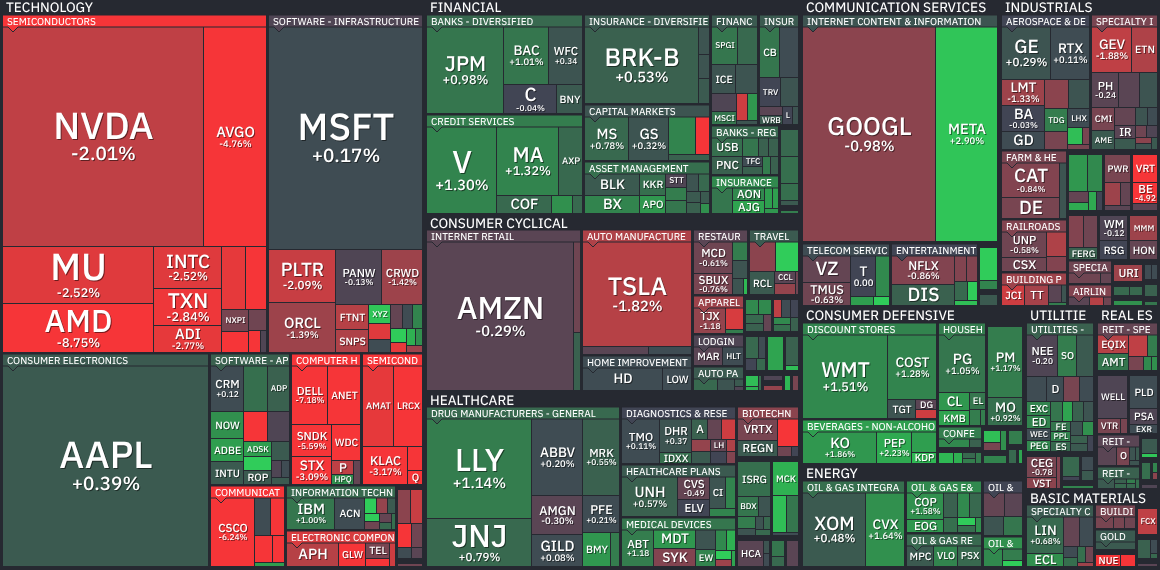 TECHNOLOGY
SEMICONDUCTORS
NVDA
-2.01%
AVGO
-4.76%
MU
-2.52%
AMD
-8.75%
INTC
-2.52%
TXN
-2.84%
ADI
-2.77%
NXPI
SOFTWARE - INFRASTRUCTURE
MSFT
+0.17%
PLTR
-2.09%
ORCL
-1.39%
PANW
-0.13%
CRWD
-1.42%
FTNT
XYZ
SNPS
CONSUMER ELECTRONICS
AAPL
+0.39%
SOFTWARE - AP
CRM
+0.12
ADP
NOW
ADBE
ADSK
INTU
ROP
COMPUTER H
DELL
-7.18%
ANET
SNDK
-5.59%
WDC
STX
-3.09%
P
HPQ
SEMICOND
AMAT
LRCX
KLAC
-3.17%
Q
COMMUNICAT
CSCO
-6.24%
INFORMATION TECHN
IBM
+1.00%
ACN
ELECTRONIC COMPON
APH
GLW
TEL
FINANCIAL
BANKS - DIVERSIFIED
JPM
+0.98%
BAC
+1.01%
WFC
+0.34
C
-0.04%
BNY
CREDIT SERVICES
V
+1.30%
MA
+1.32%
AXP
COF
INSURANCE - DIVERSIFIE
BRK-B
+0.53%
CAPITAL MARKETS
MS
+0.78%
GS
+0.32%
ASSET MANAGEMENT
BLK
KKR
STT
BX
APO
FINANC
SPGI
ICE
MSCI
INSUR
CB
TRV
WRB
L
BANKS - REG
USB
PNC
TFC
INSURANCE
AON
AJG
CONSUMER CYCLICAL
INTERNET RETAIL
AMZN
-0.29%
AUTO MANUFACTURE
TSLA
-1.82%
HOME IMPROVEMENT
HD
LOW
RESTAUR
MCD
-0.61%
SBUX
-0.76%
TRAVEL
RCL
CCL
APPAREL
TJX
-1.18
LODGIN
MAR
HLT
AUTO PA
HEALTHCARE
DRUG MANUFACTURERS - GENERAL
LLY
+1.14%
JNJ
+0.79%
ABBV
+0.20%
MRK
+0.55%
AMGN
-0.30%
PFE
+0.21%
GILD
+0.08%
BMY
DIAGNOSTICS & RESE
TMO
+0.11%
DHR
+0.37
A
LH
IDXX
HEALTHCARE PLANS
UNH
+0.57%
CVS
-0.49
CI
ELV
MEDICAL DEVICES
ABT
+1.18
MDT
SYK
EW
BIOTECHN
VRTX
REGN
ISRG
BDX
MCK
HCA
COMMUNICATION SERVICES
INTERNET CONTENT & INFORMATION
GOOGL
-0.98%
META
+2.90%
TELECOM SERVIC
VZ
T
0.00
TMUS
-0.63%
ENTERTAINMENT
NFLX
-0.86%
DIS
CONSUMER DEFENSIVE
DISCOUNT STORES
WMT
+1.51%
COST
+1.28%
TGT
DG
HOUSEH
PG
+1.05%
CL
EL
KMB
PM
+1.17%
MO
+0.92%
BEVERAGES - NON-ALCOHO
KO
+1.86%
PEP
+2.23%
KDP
CONFE
ENERGY
OIL & GAS INTEGRA
XOM
+0.48%
CVX
+1.64%
OIL & GAS E&
COP
+1.58%
EOG
OIL & GAS RE
MPC
VLO
PSX
OIL &
OIL &
INDUSTRIALS
AEROSPACE & DE
GE
+0.29%
RTX
+0.11%
LMT
-1.33%
BA
-0.03%
TDG
LHX
GD
SPECIALTY I
GEV
-1.88%
ETN
PH
-0.24
CMI
IR
AME
FARM & HE
CAT
-0.84%
DE
PWR
VRT
BE
-4.92
RAILROADS
UNP
-0.58%
CSX
FERG
WM
-0.12
MMM
RSG
HON
BUILDING P
JCI
TT
SPECIA
URI
AIRLIN
UTILITIE
UTILITIES -
NEE
-0.20
SO
D
EXC
ED
FE
WEC
PPL
PEG
ES
CEG
-0.78
VST
REAL ES
REIT - SPE
EQIX
AMT
WELL
PLD
PSA
VTR
EXR
REIT -
O
REIT -
BASIC MATERIALS
SPECIALTY C
LIN
+0.68%
ECL
BUILDI
GOLD
NUE
FCX